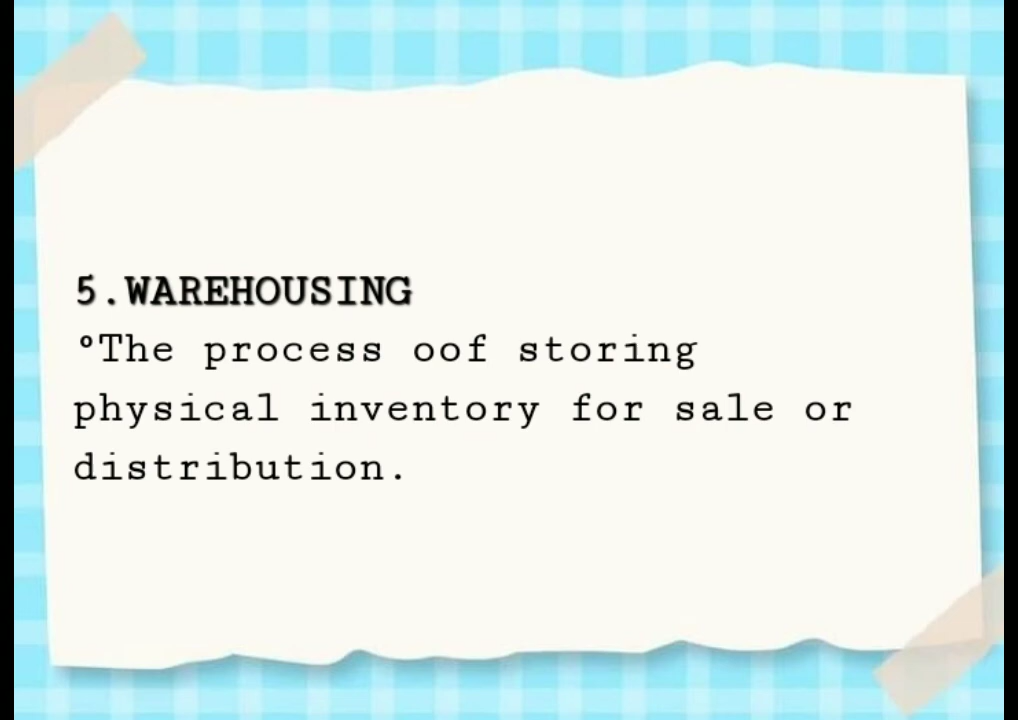 5.WAREHOUSING
°The process oof storing
physical inventory for sale or
distribution.